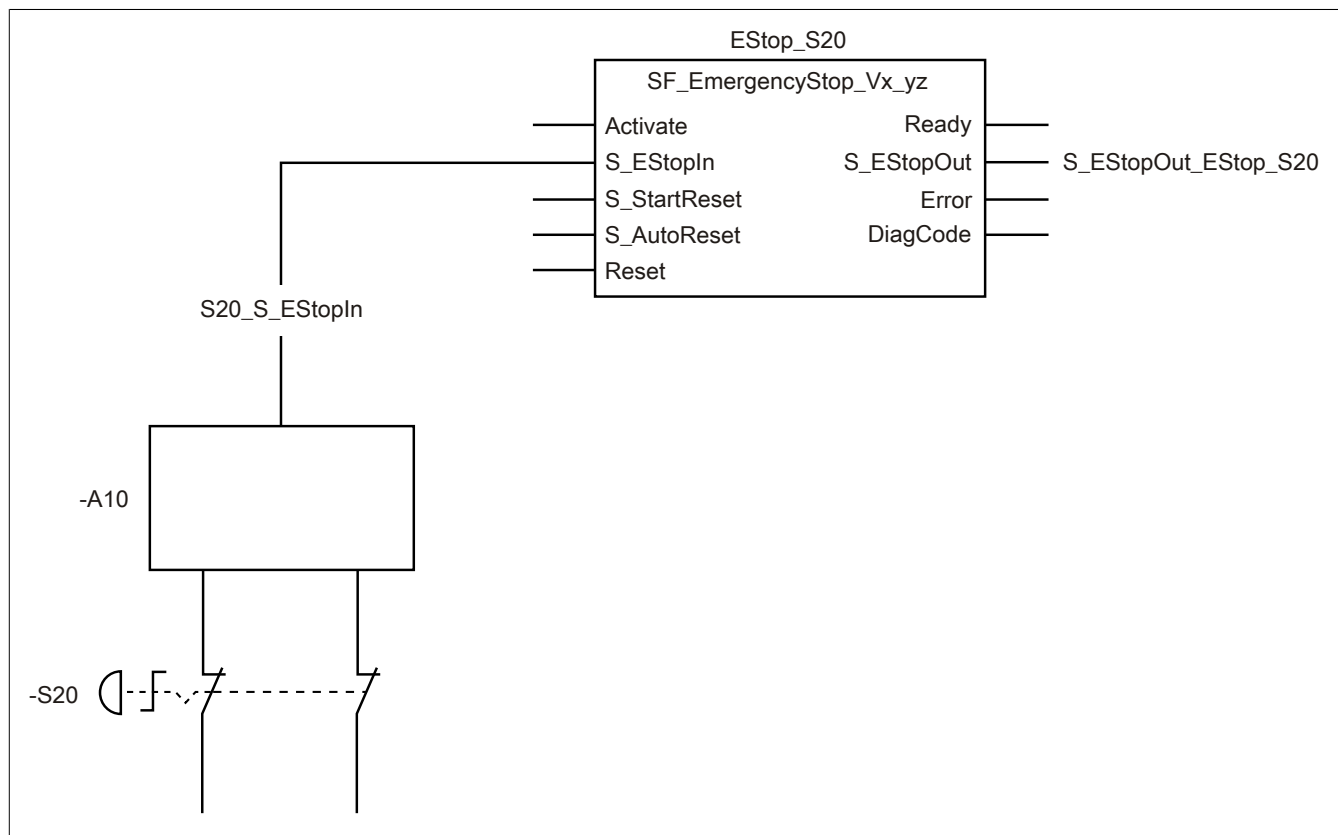 EStop_S20
SF_EmergencyStop_Vx_yz
Activate Ready
S_EStopIn S_EStopOut S_EStopOut_EStop_S20
S_StartReset Error
S_AutoReset DiagCode
Reset
S20_S_EStopIn
-A10
-S20